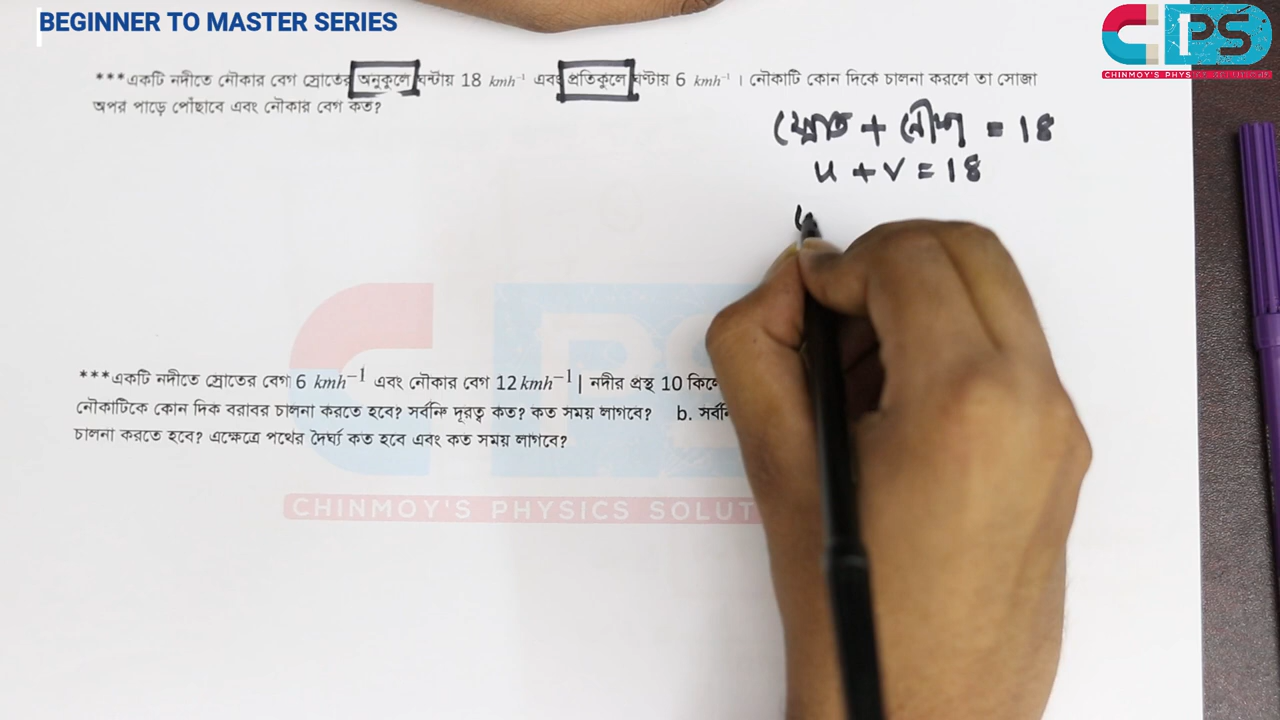 BEGINNER TO MASTER SERIES
CPS
CHINMOY'S PHYSICS SOLUTIONS
***একটি নদীতে নৌকার বেগ স্রোতের অনুকুলে ঘন্টায় 18 kmh⁻¹ এবং প্রতিকুলে ঘণ্টায় 6 kmh⁻¹ । নৌকাটি কোন দিকে চালনা করলে তা সোজা
অপর পাড়ে পৌঁছাবে এবং নৌকার বেগ কত?
স্রোত + নৌকা = 18
u + v = 18
***একটি নদীতে স্রোতের বেগ 6 kmh⁻¹ এবং নৌকার বেগ 12 kmh⁻¹ | নদীর প্রস্থ 10
নৌকাটিকে কোন দিক বরাবর চালনা করতে হবে? সর্বনিম্ন দূরত্ব কত? কত সময় লাগবে? b.
চালনা করতে হবে? এক্ষেত্রে পথের দৈর্ঘ্য কত হবে এবং কত সময় লাগবে?
CPS
CHINMOY'S PHYSICS SOLUT